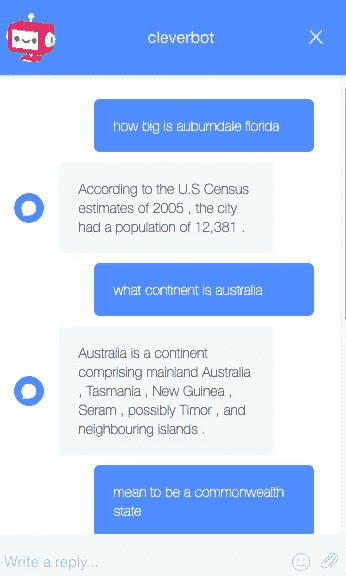 cleverbot
how big is auburndale florida
According to the U.S Census
estimates of 2005 , the city
had a population of 12,381 .
what continent is australia
Australia is a continent
comprising mainland Australia
, Tasmania , New Guinea ,
Seram , possibly Timor , and
neighbouring islands .
mean to be a commonwealth
state
Write a reply...